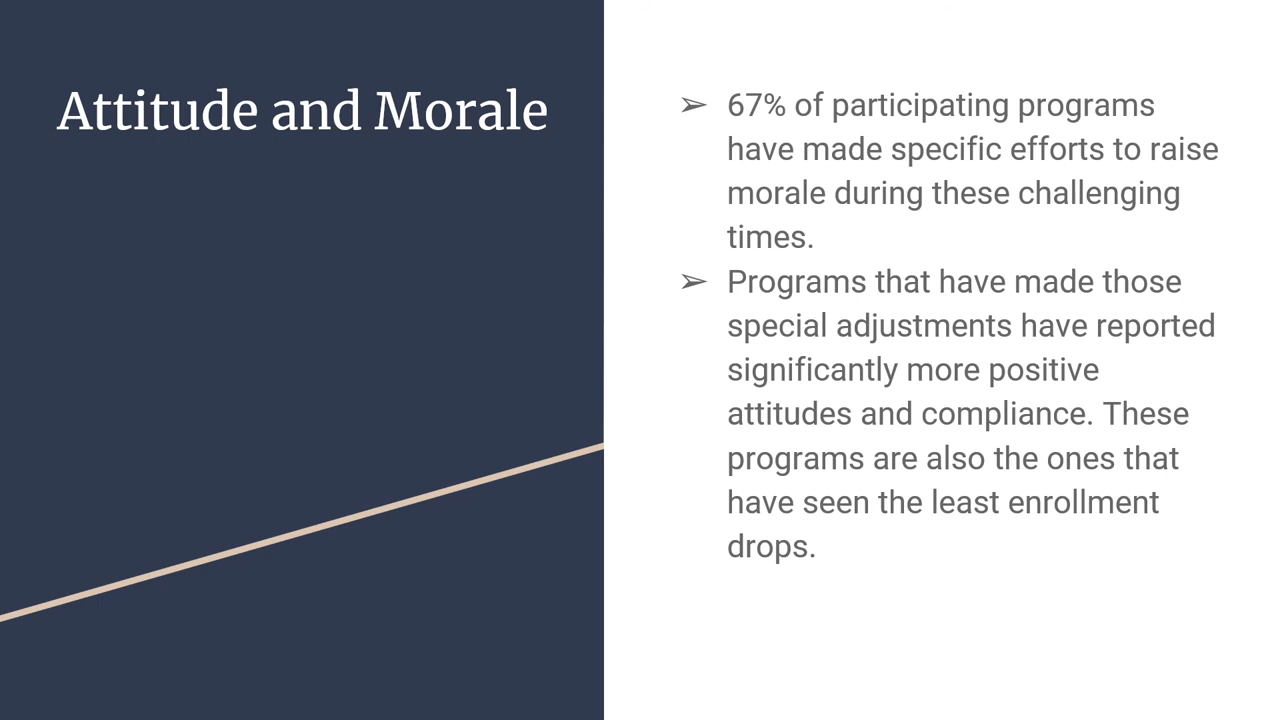 Attitude and Morale
➢ 67% of participating programs
have made specific efforts to raise
morale during these challenging
times.
➢ Programs that have made those
special adjustments have reported
significantly more positive
attitudes and compliance. These
programs are also the ones that
have seen the least enrollment
drops.